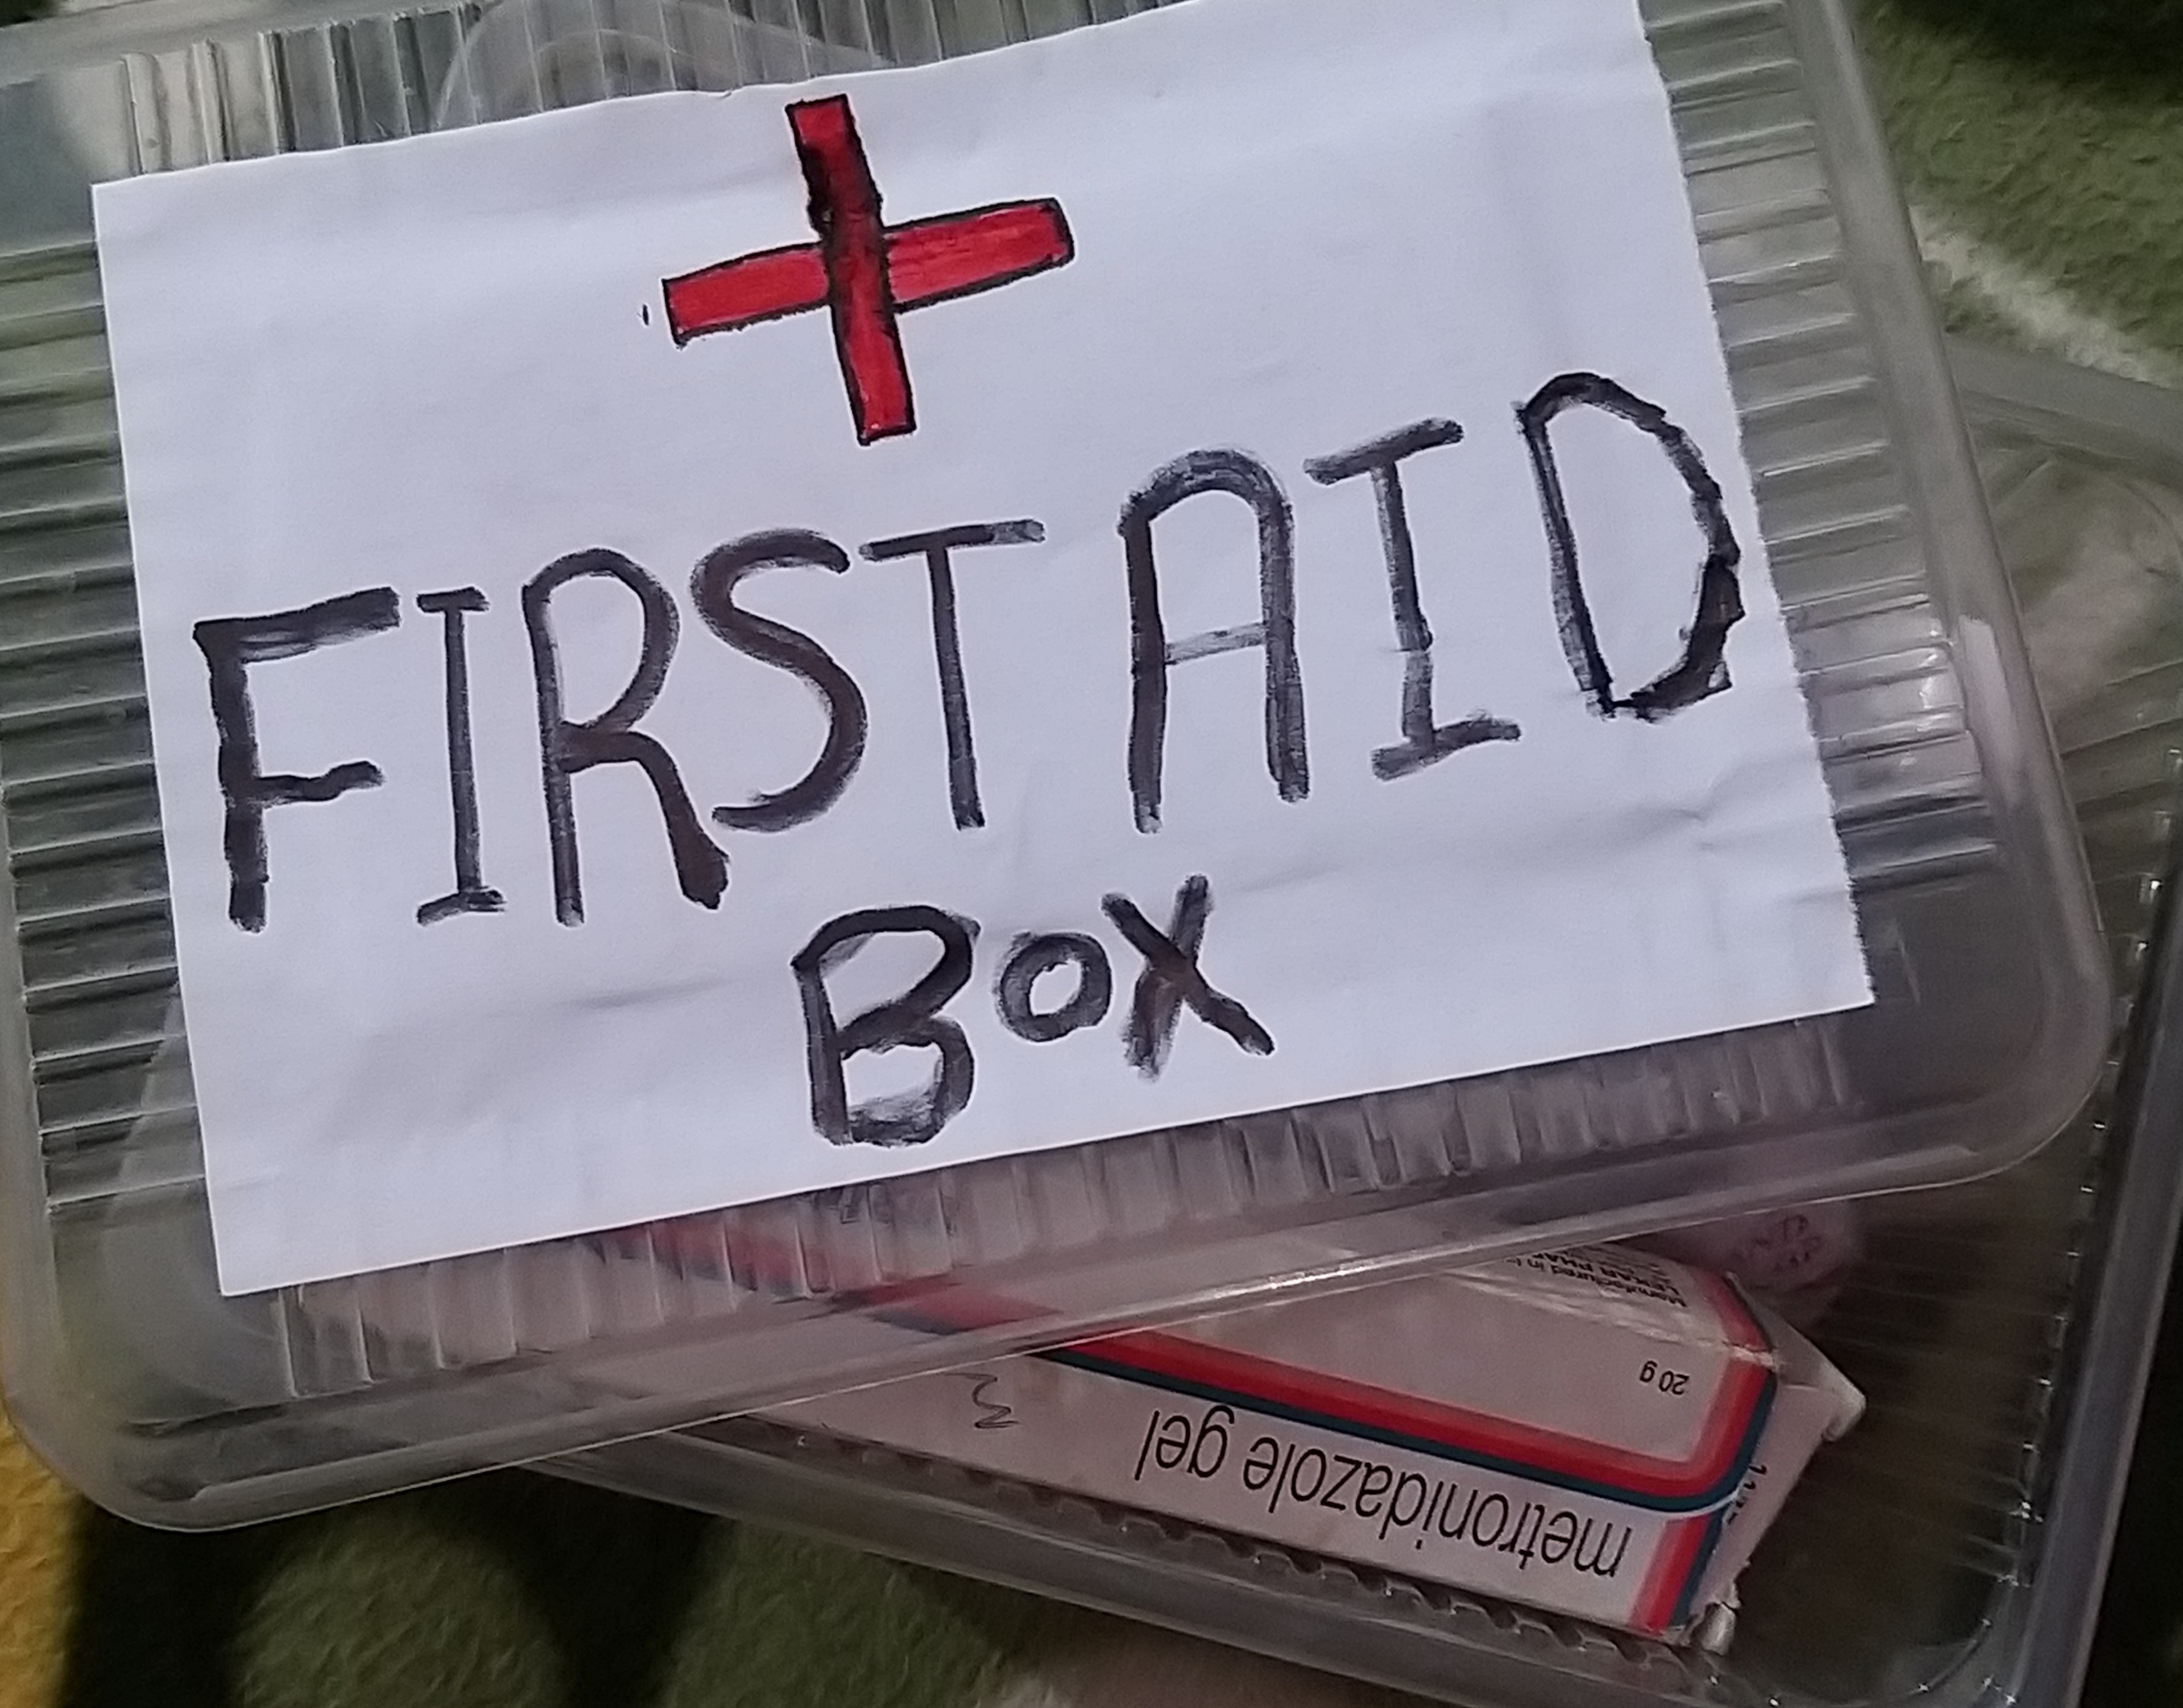 FIRST AID
BOX
20 g
metronidazole gel